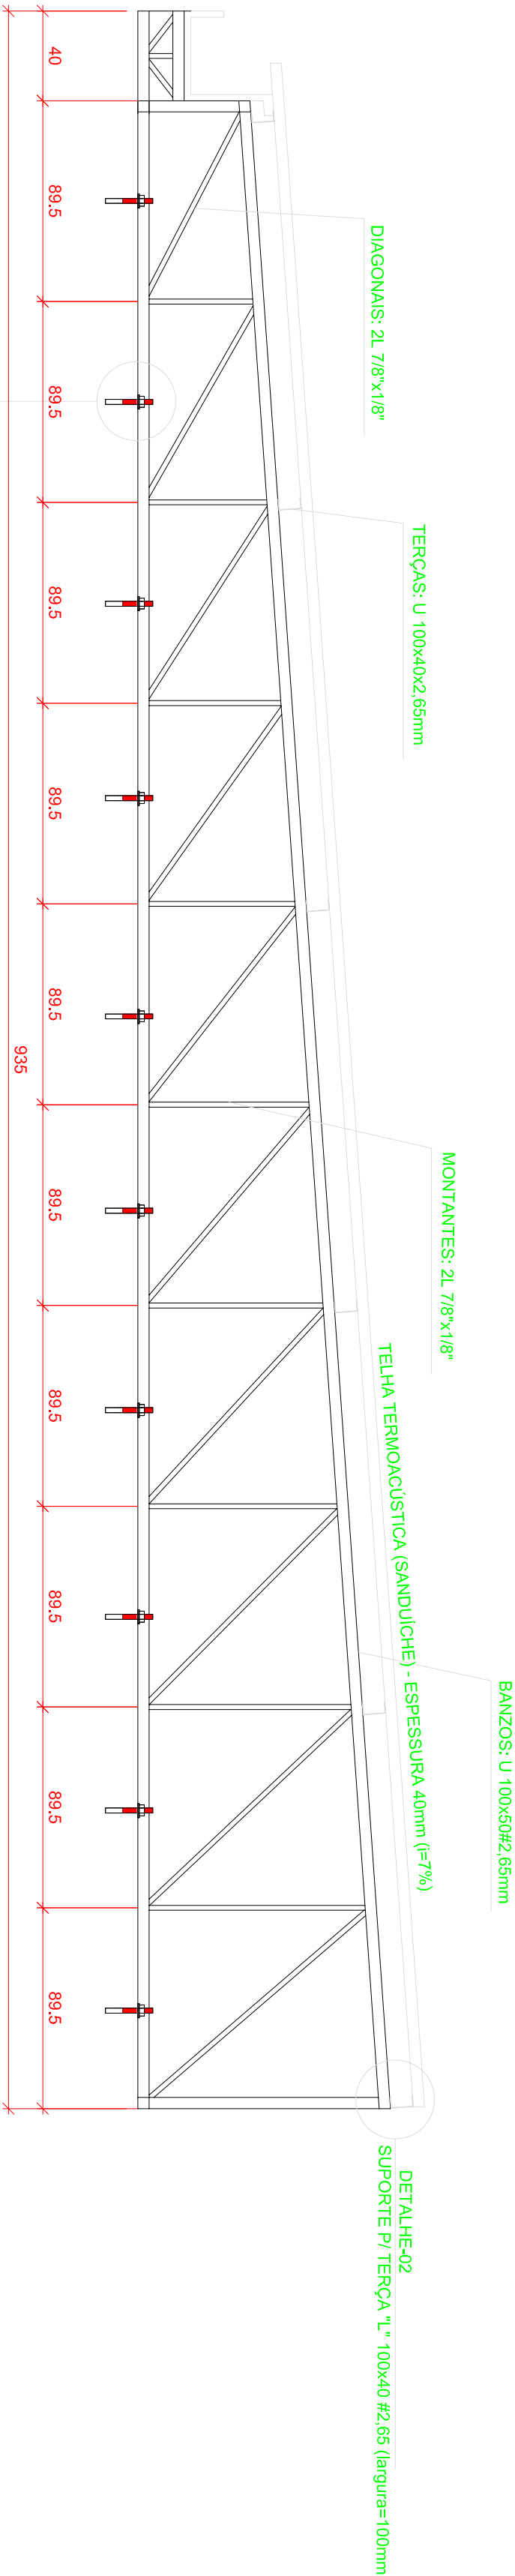 DIAGONAIS: 2L 7/8"x1/8"
TERÇAS: U 100x40x2,65mm
MONTANTES: 2L 7/8"x1/8"
TELHA TERMOACÚSTICA (SANDUÍCHE) - ESPESSURA 40mm (i=7%)
BANZOS: U 100x50#2,65mm
DETALHE-02
SUPORTE P/ TERÇA "L" 100x40 #2,65 (largura=100mm
40
89.5
89.5
89.5
89.5
89.5
89.5
89.5
89.5
89.5
89.5
935